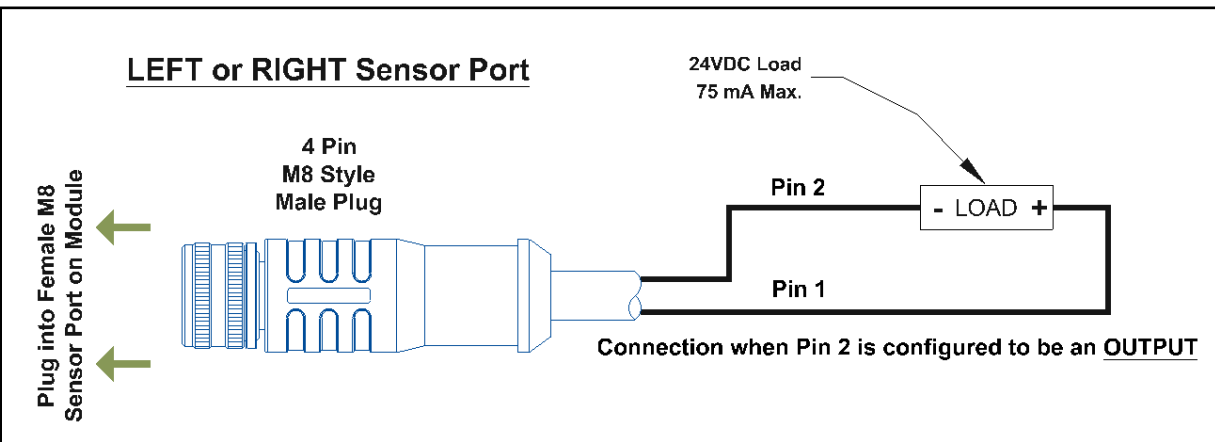 LEFT or RIGHT Sensor Port
24VDC Load
75 mA Max.
4 Pin
M8 Style
Male Plug
Plug into Female M8
Sensor Port on Module
Pin 2
- LOAD +
Pin 1
Connection when Pin 2 is configured to be an OUTPUT